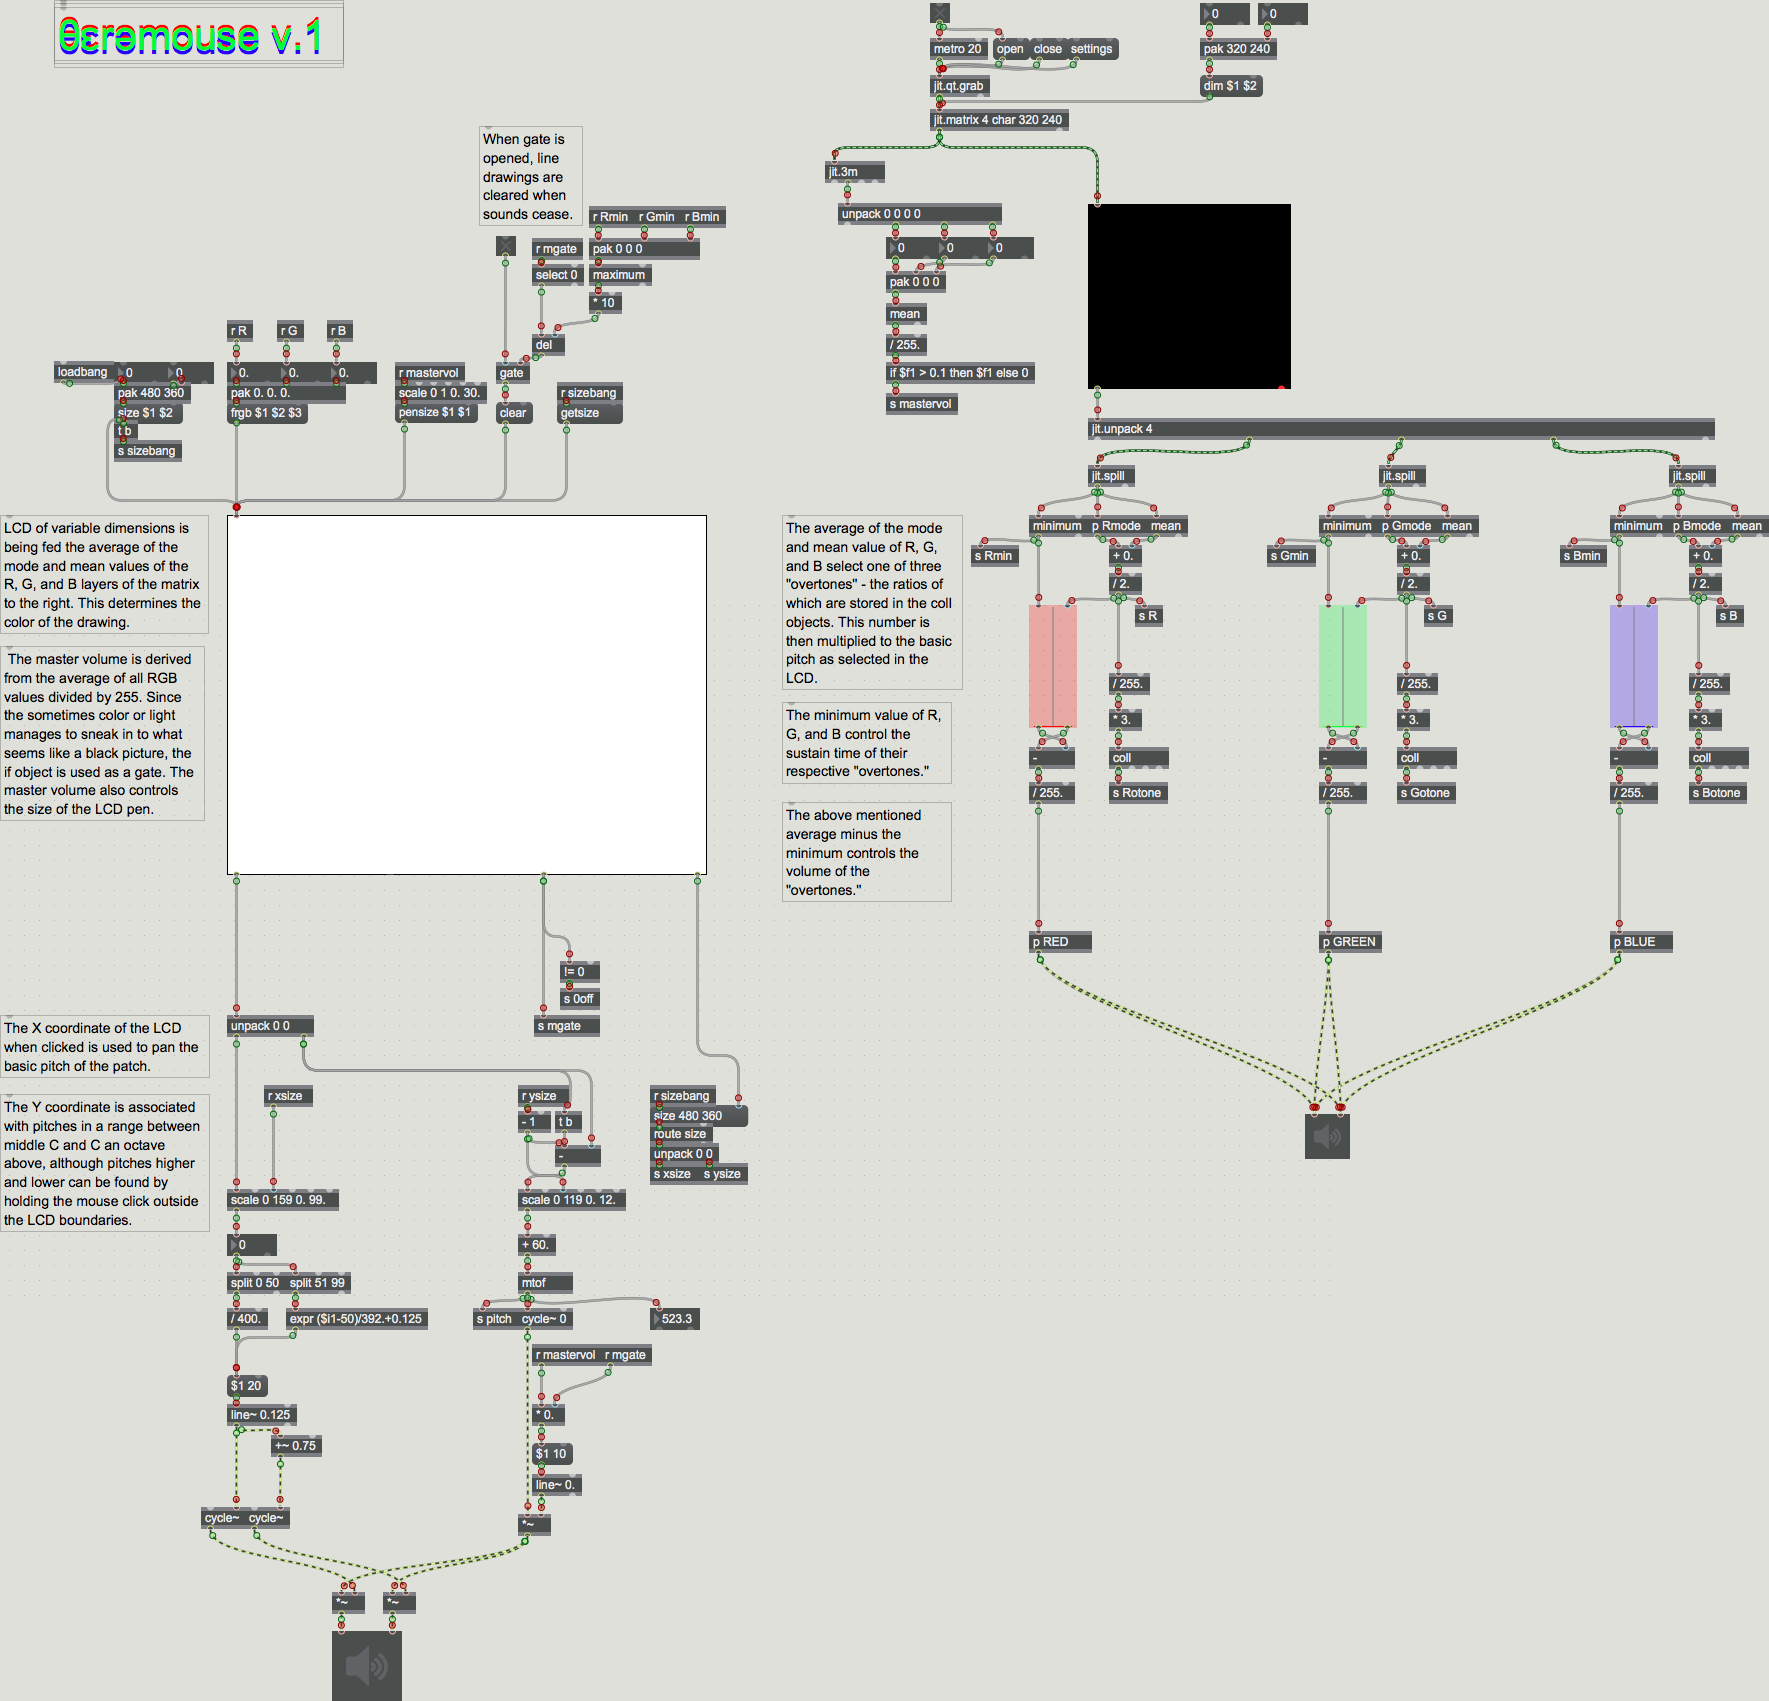 0cramouse v.1
metro 20
open
close
settings
jit.qt.grab
jit.matrix 4 char 320 240
0
0
pak 320 240
dim $1 $2
When gate is
opened, line
drawings are
cleared when
sounds cease.
r Rmin
r Gmin
r Bmin
r mgate
pak 0 0 0
select 0
maximum
* 10
del
gate
clear
jit.3m
unpack 0 0 0 0
0
0
0
pak 0 0 0
mean
/ 255.
if $f1 > 0.1 then $f1 else 0
s mastervol
r R
r G
r B
loadbang
0
0
pak 480 360
size $1 $2
t b
s sizebang
0.
0.
0.
pak 0. 0. 0.
frgb $1 $2 $3
r mastervol
scale 0 1 0. 30.
pensize $1 $1
r sizebang
getsize
LCD of variable dimensions is
being fed the average of the
mode and mean values of the
R, G, and B layers of the matrix
to the right. This determines the
color of the drawing.
The master volume is derived
from the average of all RGB
values divided by 255. Since
the sometimes color or light
manages to sneak in to what
seems like a black picture, the
if object is used as a gate. The
master volume also controls
the size of the LCD pen.
jit.unpack 4
jit.spill
jit.spill
jit.spill
The average of the mode
and mean value of R, G,
and B select one of three
"overtones" - the ratios of
which are stored in the coll
objects. This number is
then multiplied to the basic
pitch as selected in the
LCD.
The minimum value of R,
G, and B control the
sustain time of their
respective "overtones."
The above mentioned
average minus the
minimum controls the
volume of the
"overtones."
minimum
p Rmode
mean
s Rmin
+ 0.
/ 2.
s R
/ 255.
* 3.
-
coll
/ 255.
s Rotone
p RED
minimum
p Gmode
mean
s Gmin
+ 0.
/ 2.
s G
/ 255.
* 3.
-
coll
/ 255.
s Gotone
p GREEN
minimum
p Bmode
mean
s Bmin
+ 0.
/ 2.
s B
/ 255.
* 3.
-
coll
/ 255.
s Botone
p BLUE
!= 0
s 0off
s mgate
unpack 0 0
The X coordinate of the LCD
when clicked is used to pan the
basic pitch of the patch.
The Y coordinate is associated
with pitches in a range between
middle C and C an octave
above, although pitches higher
and lower can be found by
holding the mouse click outside
the LCD boundaries.
r xsize
scale 0 159 0. 99.
0
split 0 50
split 51 99
/ 400.
expr ($i1-50)/392.+0.125
$1 20
line~ 0.125
+~ 0.75
cycle~
cycle~
r ysize
- 1
t b
-
scale 0 119 0. 12.
+ 60.
mtof
s pitch
cycle~ 0
523.3
r mastervol
r mgate
* 0.
$1 10
line~ 0.
*~
r sizebang
size 480 360
route size
unpack 0 0
s xsize
s ysize
*~
*~